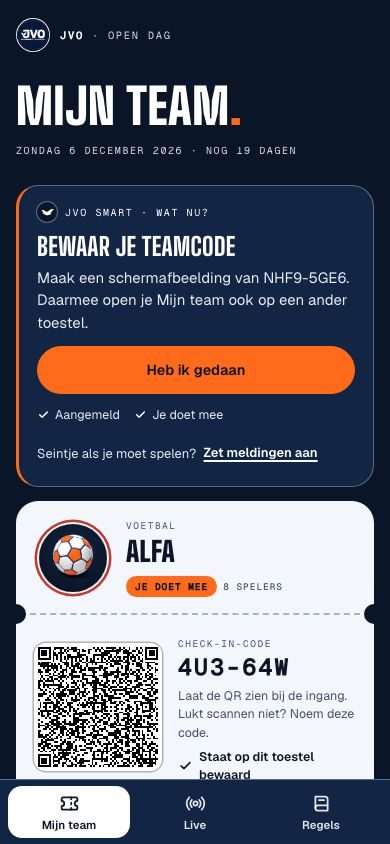 JVO
JVO · OPEN DAG
MIJN TEAM.
ZONDAG 6 DECEMBER 2026 · NOG 19 DAGEN
JVO SMART · WAT NU?
BEWAAR JE TEAMCODE
Maak een schermafbeelding van NHF9-5GE6.
Daarmee open je Mijn team ook op een ander
toestel.
Heb ik gedaan
Aangemeld Je doet mee
Seintje als je moet spelen? Zet meldingen aan
VOETBAL
ALFA
JE DOET MEE 8 SPELERS
CHECK-IN-CODE
4U3-64W
Laat de QR zien bij de ingang.
Lukt scannen niet? Noem deze
code.
Staat op dit toestel
bewaard
Mijn team Live Regels